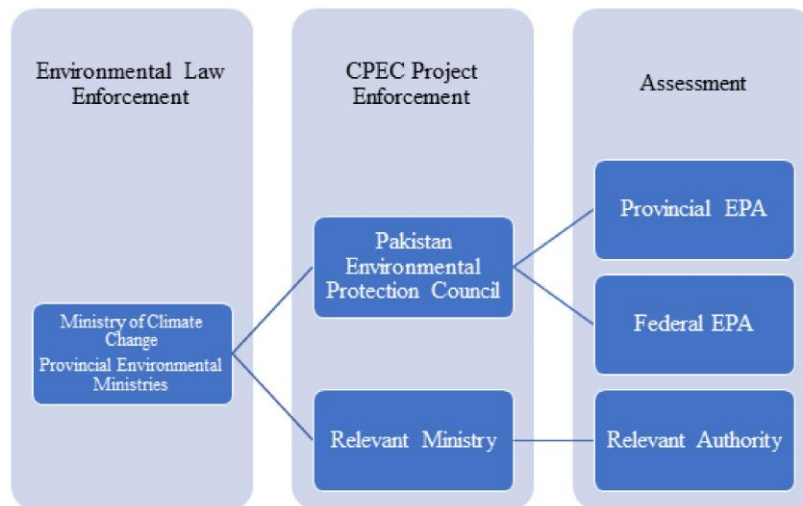 Environmental Law
Enforcement
CPEC Project
Enforcement
Assessment
Ministry of Climate
Change
Provincial Environmental
Ministries
Pakistan
Environmental
Protection Council
Relevant Ministry
Provincial EPA
Federal EPA
Relevant Authority